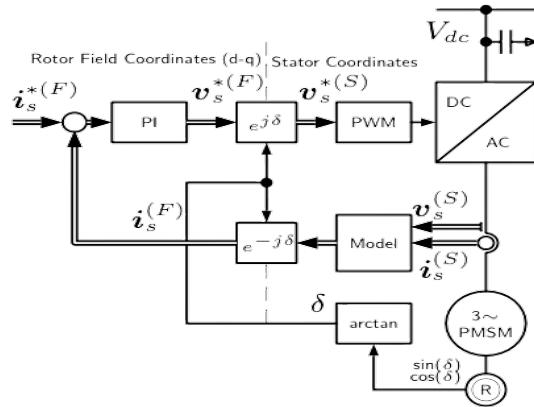 V_dc
Rotor Field Coordinates (d-q) Stator Coordinates
i_s^{*(F)} v_s^{*(F)} v_s^{*(S)}
PI e^{jδ} PWM DC
AC
i_s^{(F)} v_s^{(S)}
e^{-jδ} Model
i_s^{(S)}
δ arctan 3~
PMSM
sin(δ)
cos(δ) R